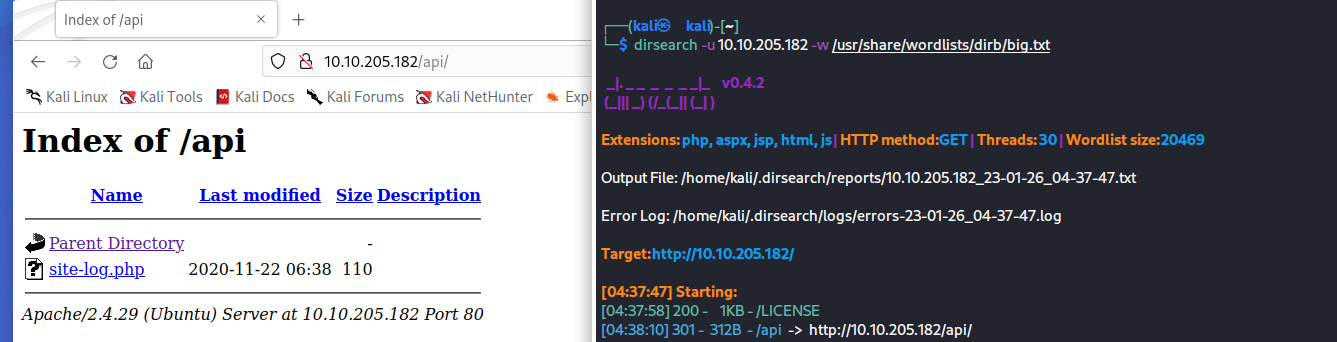 Index of /api
10.10.205.182/api/
Kali Linux Kali Tools Kali Docs Kali Forums Kali NetHunter Expl
Index of /api
Name Last modified Size Description
Parent Directory -
site-log.php 2020-11-22 06:38 110
Apache/2.4.29 (Ubuntu) Server at 10.10.205.182 Port 80
┌──(kali㉿ kali)-[~]
└─$ dirsearch -u 10.10.205.182 -w /usr/share/wordlists/dirb/big.txt
_|. _ _ _ _ _ _|_ v0.4.2
(_||| _) (/_(_|| (_| )
Extensions: php, aspx, jsp, html, js | HTTP method: GET | Threads: 30 | Wordlist size: 20469
Output File: /home/kali/.dirsearch/reports/10.10.205.182_23-01-26_04-37-47.txt
Error Log: /home/kali/.dirsearch/logs/errors-23-01-26_04-37-47.log
Target: http://10.10.205.182/
[04:37:47] Starting:
[04:37:58] 200 - 1KB - /LICENSE
[04:38:10] 301 - 312B - /api -> http://10.10.205.182/api/